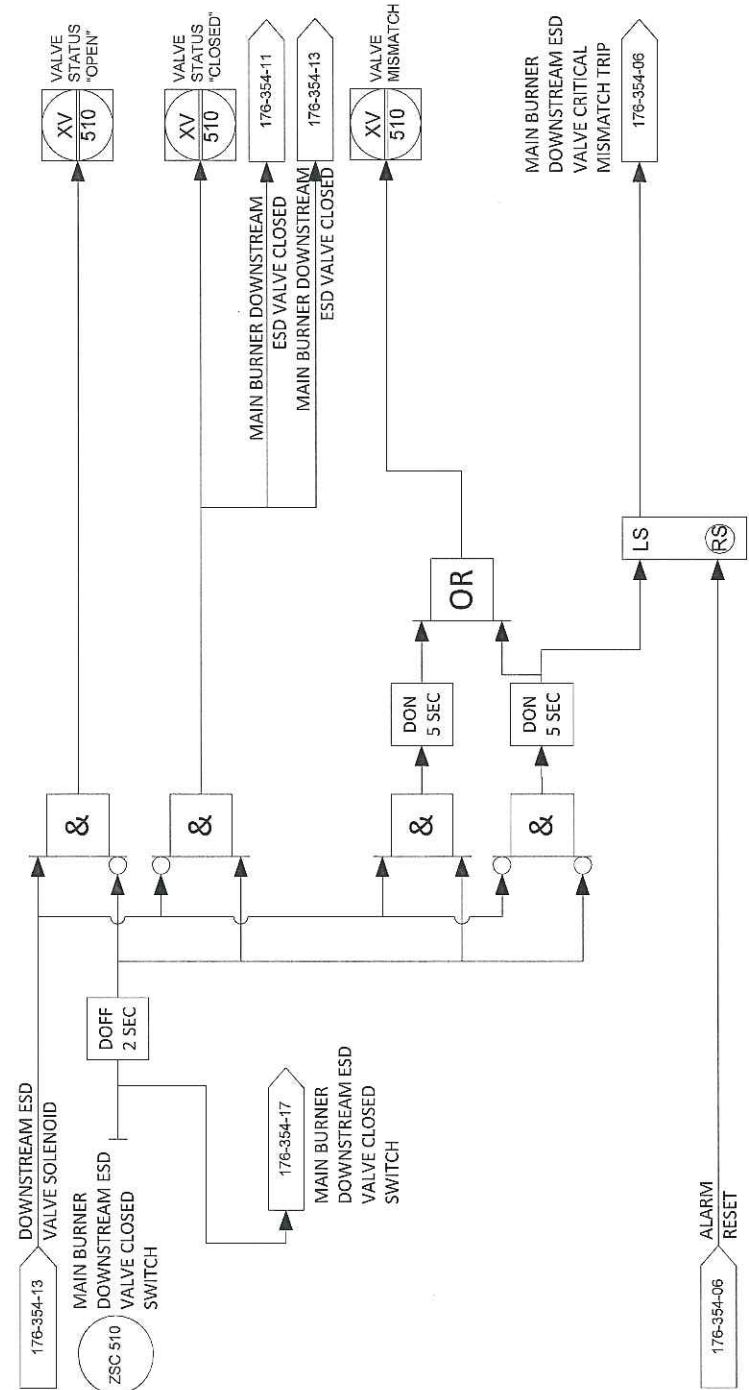 176-354-13
DOWNSTREAM ESD
VALVE SOLENOID
ZSC 510
MAIN BURNER
DOWNSTREAM ESD
VALVE CLOSED
SWITCH
DOFF
2 SEC
176-354-17
MAIN BURNER
DOWNSTREAM ESD
VALVE CLOSED
SWITCH
&
&
&
&
DON
5 SEC
DON
5 SEC
OR
LS
RS
XV
510
VALVE
STATUS
"OPEN"
XV
510
VALVE
STATUS
"CLOSED"
MAIN BURNER DOWNSTREAM
ESD VALVE CLOSED
176-354-11
MAIN BURNER DOWNSTREAM
ESD VALVE CLOSED
176-354-13
XV
510
VALVE
MISMATCH
MAIN BURNER
DOWNSTREAM ESD
VALVE CRITICAL
MISMATCH TRIP
176-354-06
176-354-06
ALARM
RESET